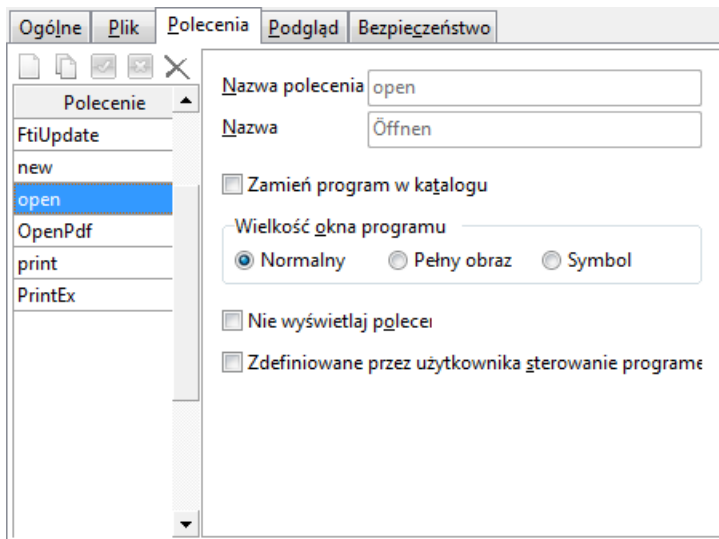 Ogólne Plik Polecenia Podgląd Bezpieczeństwo
Polecenie
FtiUpdate
new
open
OpenPdf
print
PrintEx
Nazwa polecenia open
Nazwa Öffnen
Zamień program w katalogu
Wielkość okna programu
Normalny Pełny obraz Symbol
Nie wyświetlaj polecer
Zdefiniowane przez użytkownika sterowanie programe